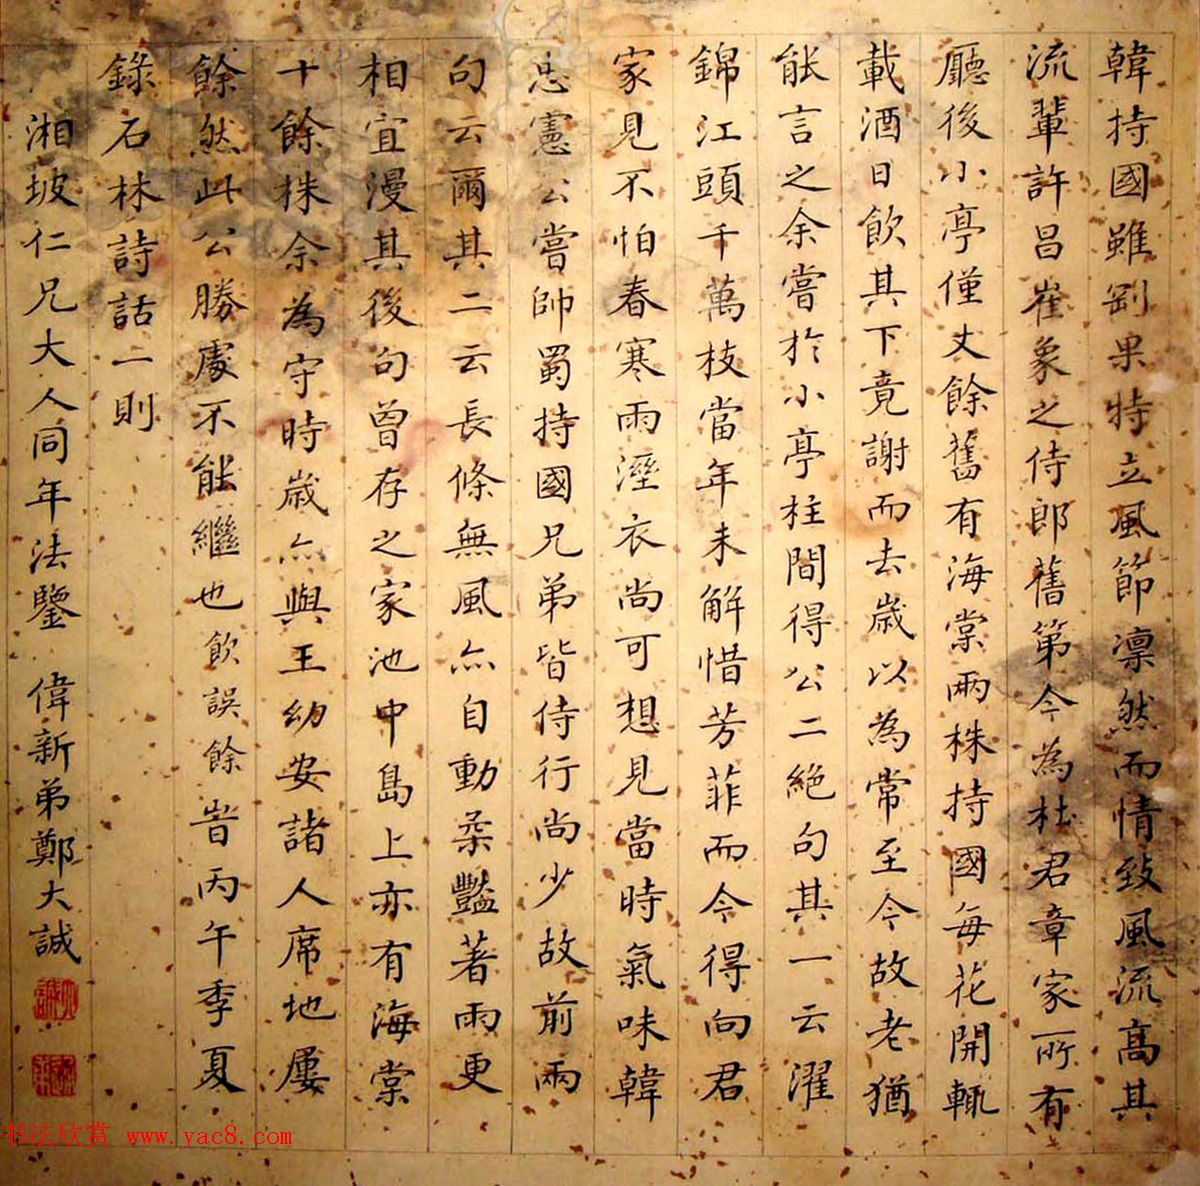 韓持國雖剛果特立風節凛然而情致風流高其
流輩許昌崔象之侍郎舊第今為杜君章家所有
廳後小亭僅丈餘舊有海棠兩株持國每花開輒
載酒日飲其下竟謝而去歲以為常至今故老猶
能言之余嘗於小亭柱間得公二絕句其一云濯
錦江頭千萬枝當年未解惜芳菲而今得向君
家見不怕春寒雨溼衣尚可想見當時氣味韓
忠憲公嘗帥蜀持國兄弟皆侍行尚少故前兩
句云爾其二云長條無風亦自動柔豔著雨更
相宜漫其後句曾存之家池中島上亦有海棠
十餘株余為守時歲亦與王幼安諸人席地屢
餘然此公勝處不能繼也飲誤餘皆丙午季夏
錄石林詩話二則
湘坡仁兄大人同年法鑒 偉新弟鄭大誠
书法欣赏 www.yac8.com